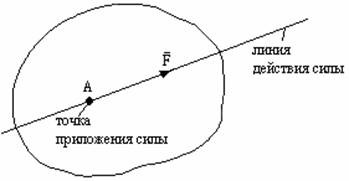 A
F̄
линия
действия силы
точка
приложения силы